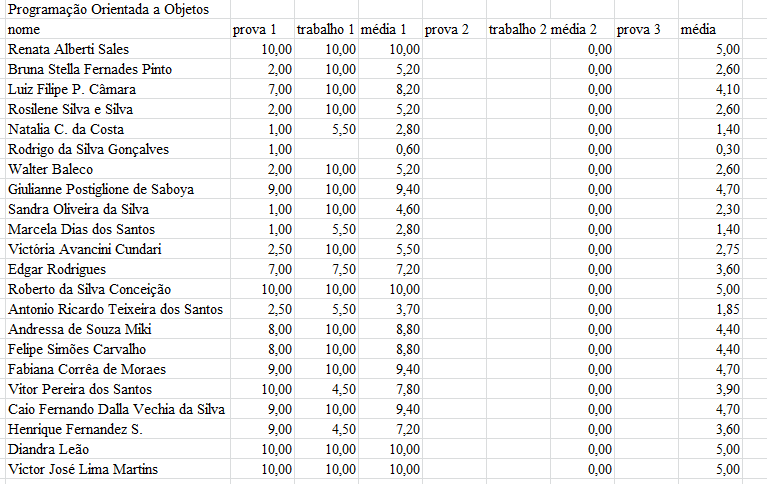 Programação Orientada a Objetos
nome prova 1 trabalho 1 média 1 prova 2 trabalho 2 média 2 prova 3 média
Renata Alberti Sales 10,00 10,00 10,00 0,00 5,00
Bruna Stella Fernades Pinto 2,00 10,00 5,20 0,00 2,60
Luiz Filipe P. Câmara 7,00 10,00 8,20 0,00 4,10
Rosilene Silva e Silva 2,00 10,00 5,20 0,00 2,60
Natalia C. da Costa 1,00 5,50 2,80 0,00 1,40
Rodrigo da Silva Gonçalves 1,00 0,60 0,00 0,30
Walter Baleco 2,00 10,00 5,20 0,00 2,60
Giulianne Postiglione de Saboya 9,00 10,00 9,40 0,00 4,70
Sandra Oliveira da Silva 1,00 10,00 4,60 0,00 2,30
Marcela Dias dos Santos 1,00 5,50 2,80 0,00 1,40
Victória Avancini Cundari 2,50 10,00 5,50 0,00 2,75
Edgar Rodrigues 7,00 7,50 7,20 0,00 3,60
Roberto da Silva Conceição 10,00 10,00 10,00 0,00 5,00
Antonio Ricardo Teixeira dos Santos 2,50 5,50 3,70 0,00 1,85
Andressa de Souza Miki 8,00 10,00 8,80 0,00 4,40
Felipe Simões Carvalho 8,00 10,00 8,80 0,00 4,40
Fabiana Corrêa de Moraes 9,00 10,00 9,40 0,00 4,70
Vitor Pereira dos Santos 10,00 4,50 7,80 0,00 3,90
Caio Fernando Dalla Vechia da Silva 9,00 10,00 9,40 0,00 4,70
Henrique Fernandez S. 9,00 4,50 7,20 0,00 3,60
Diandra Leão 10,00 10,00 10,00 0,00 5,00
Victor José Lima Martins 10,00 10,00 10,00 0,00 5,00